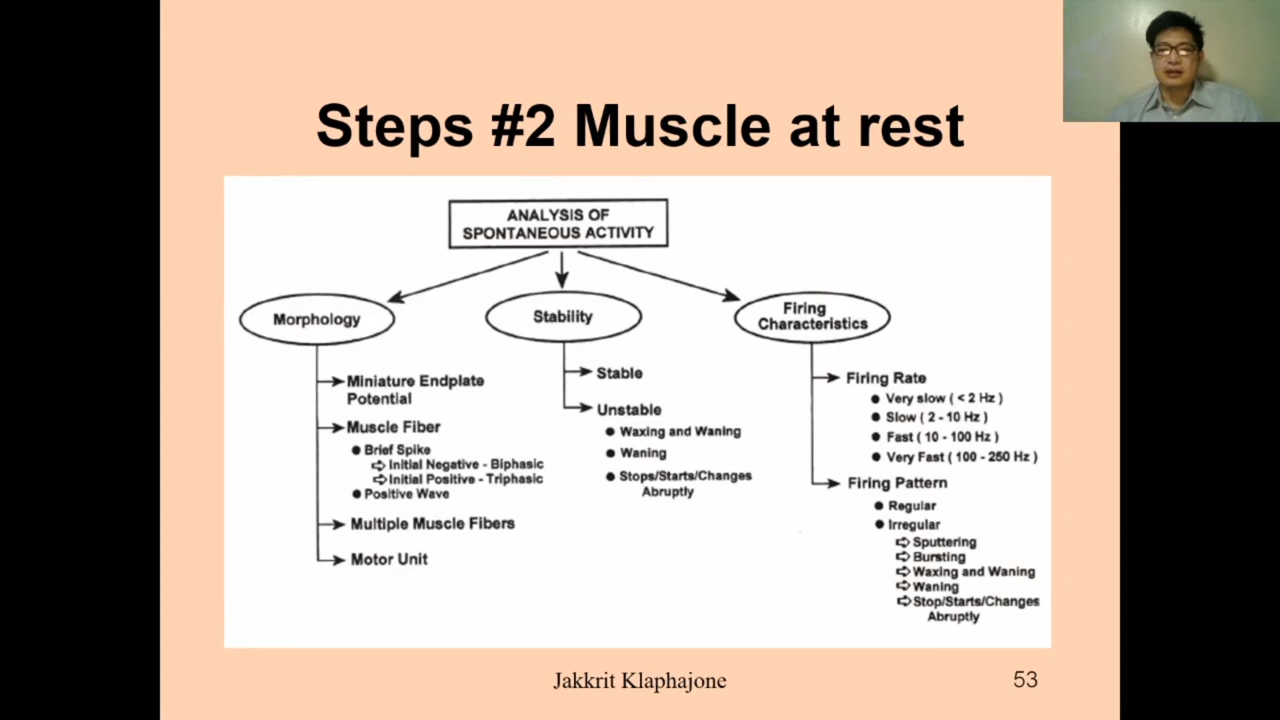 Steps #2 Muscle at rest
ANALYSIS OF
SPONTANEOUS ACTIVITY
Morphology
Miniature Endplate
Potential
Muscle Fiber
Brief Spike
Initial Negative - Biphasic
Initial Positive - Triphasic
Positive Wave
Multiple Muscle Fibers
Motor Unit
Stability
Stable
Unstable
Waxing and Waning
Waning
Stops/Starts/Changes
Abruptly
Firing
Characteristics
Firing Rate
Very slow ( < 2 Hz )
Slow ( 2 - 10 Hz )
Fast ( 10 - 100 Hz )
Very Fast ( 100 - 250 Hz )
Firing Pattern
Regular
Irregular
Sputtering
Bursting
Waxing and Waning
Waning
Stop/Starts/Changes
Abruptly
Jakkrit Klaphajone
53